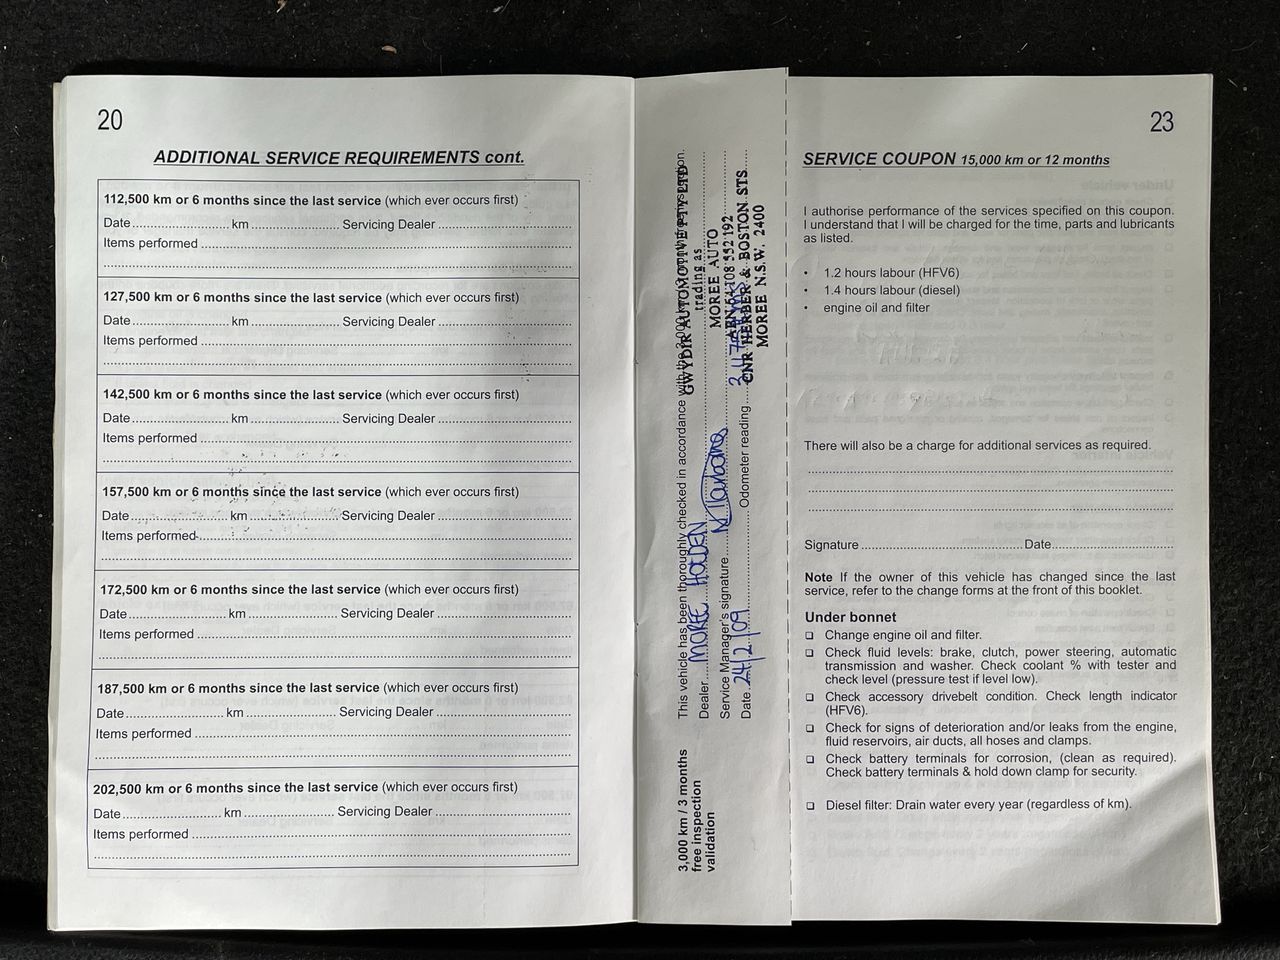 20
ADDITIONAL SERVICE REQUIREMENTS cont.
112,500 km or 6 months since the last service (which ever occurs first)
Date km Servicing Dealer
Items performed
127,500 km or 6 months since the last service (which ever occurs first)
Date km Servicing Dealer
Items performed
142,500 km or 6 months since the last service (which ever occurs first)
Date km Servicing Dealer
Items performed
157,500 km or 6 months since the last service (which ever occurs first)
Date km Servicing Dealer
Items performed
172,500 km or 6 months since the last service (which ever occurs first)
Date km Servicing Dealer
Items performed
187,500 km or 6 months since the last service (which ever occurs first)
Date km Servicing Dealer
Items performed
202,500 km or 6 months since the last service (which ever occurs first)
Date km Servicing Dealer
Items performed
3,000 km / 3 months
free inspection
validation
This vehicle has been thoroughly checked in accordance with the 3,000 km
Dealer MOREE HOLDEN
Service Manager's signature
Date 24/2/09 Odometer reading
GWYDIR AUTOMOTIVE PTY LTD
trading as
MOREE AUTO
ABN 64 108 552 192
CNR HERBER & BOSTON STS
MOREE N.S.W. 2400
23
SERVICE COUPON 15,000 km or 12 months
I authorise performance of the services specified on this coupon.
I understand that I will be charged for the time, parts and lubricants
as listed.
• 1.2 hours labour (HFV6)
• 1.4 hours labour (diesel)
• engine oil and filter
There will also be a charge for additional services as required.
Signature Date
Note If the owner of this vehicle has changed since the last
service, refer to the change forms at the front of this booklet.
Under bonnet
❑ Change engine oil and filter.
❑ Check fluid levels: brake, clutch, power steering, automatic
transmission and washer. Check coolant % with tester and
check level (pressure test if level low).
❑ Check accessory drivebelt condition. Check length indicator
(HFV6).
❑ Check for signs of deterioration and/or leaks from the engine,
fluid reservoirs, air ducts, all hoses and clamps.
❑ Check battery terminals for corrosion, (clean as required).
Check battery terminals & hold down clamp for security.
❑ Diesel filter: Drain water every year (regardless of km).